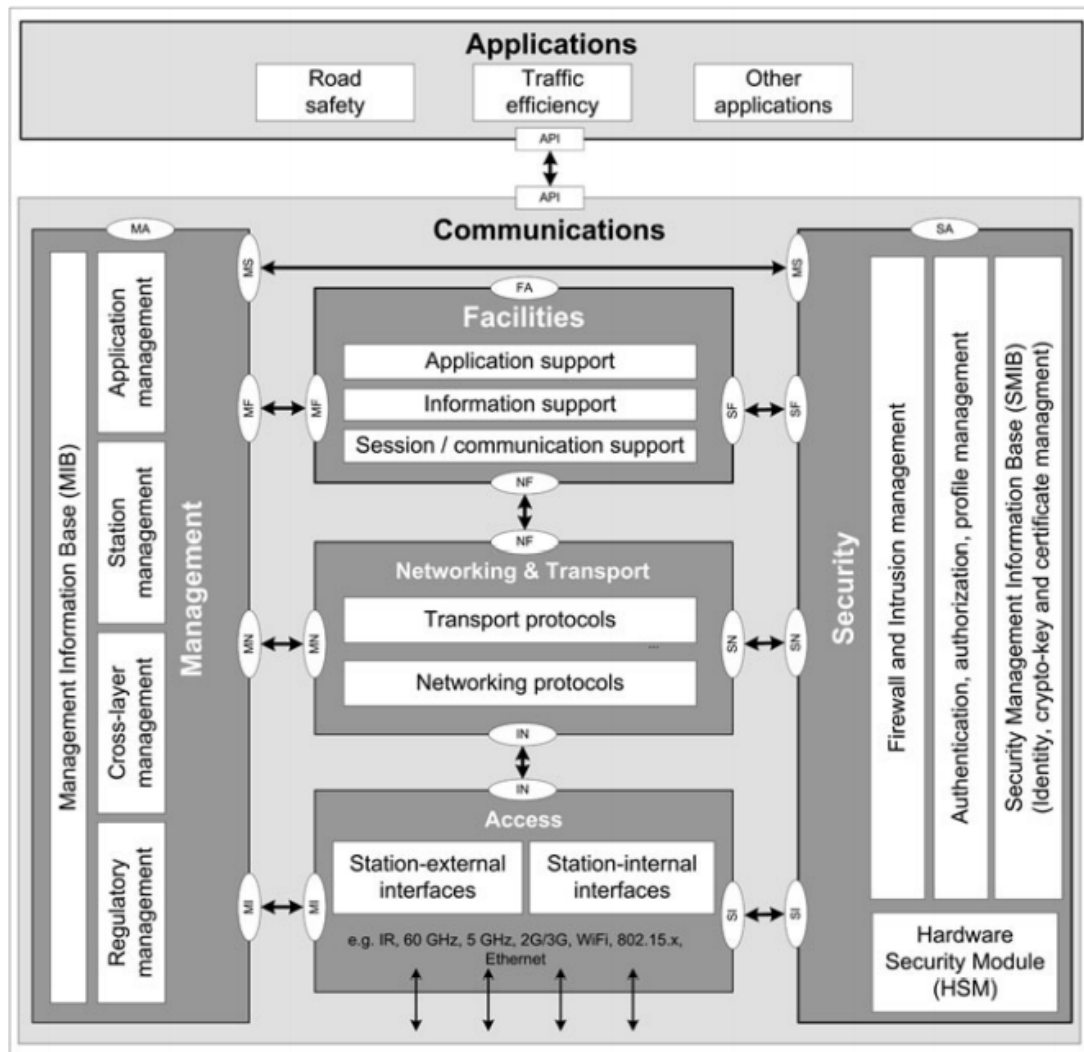 Applications
Road
safety
Traffic
efficiency
Other
applications
API
API
Communications
MA
Management Information Base (MIB)
Application
management
Station
management
Cross-layer
management
Regulatory
management
Management
MS
MF
MN
MI
FA
Facilities
Application support
Information support
Session / communication support
MF
SF
NF
NF
Networking & Transport
Transport protocols
...
Networking protocols
MN
SN
IN
IN
Access
Station-external
interfaces
Station-internal
interfaces
e.g. IR, 60 GHz, 5 GHz, 2G/3G, WiFi, 802.15.x,
Ethernet
MI
SI
SA
MS
SF
SN
SI
Security
Firewall and Intrusion management
Authentication, authorization, profile management
Security Management Information Base (SMIB)
(Identity, crypto-key and certificate managment)
Hardware
Security Module
(HSM)